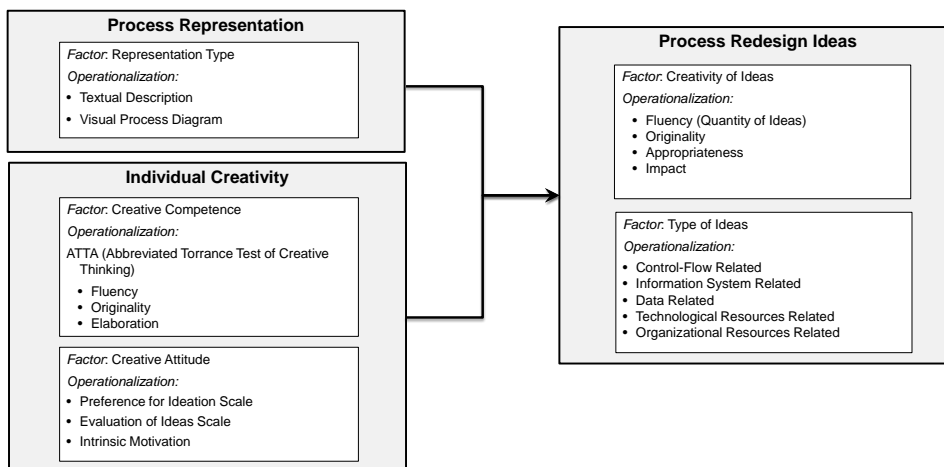 Process Representation
Factor: Representation Type
Operationalization:
• Textual Description
• Visual Process Diagram
Individual Creativity
Factor: Creative Competence
Operationalization:
ATTA (Abbreviated Torrance Test of Creative
Thinking)
• Fluency
• Originality
• Elaboration
Factor: Creative Attitude
Operationalization:
• Preference for Ideation Scale
• Evaluation of Ideas Scale
• Intrinsic Motivation
Process Redesign Ideas
Factor: Creativity of Ideas
Operationalization:
• Fluency (Quantity of Ideas)
• Originality
• Appropriateness
• Impact
Factor: Type of Ideas
Operationalization:
• Control-Flow Related
• Information System Related
• Data Related
• Technological Resources Related
• Organizational Resources Related